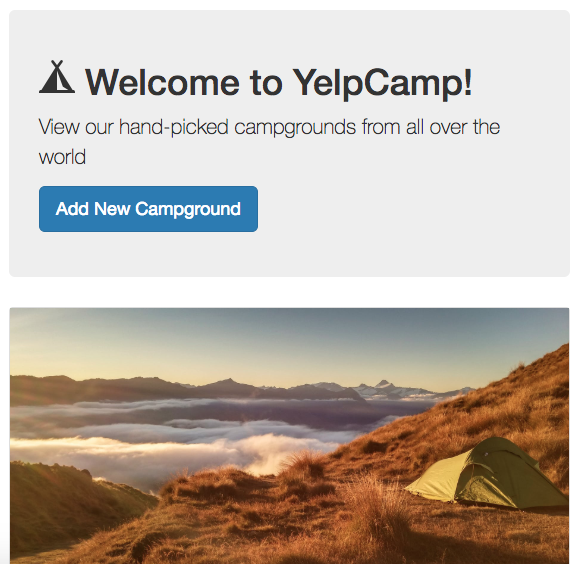 Welcome to YelpCamp!
View our hand-picked campgrounds from all over the
world
Add New Campground